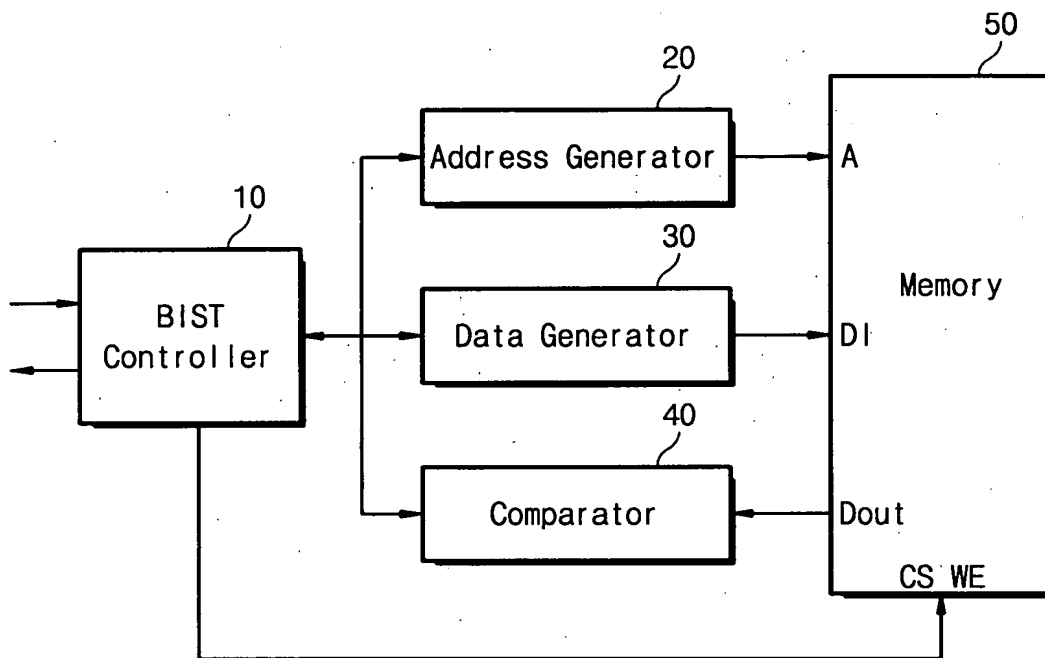 50
20
Address Generator
A
10
30
BIST
Controller
Data Generator
Memory
DI
40
Comparator
Dout
CS WE